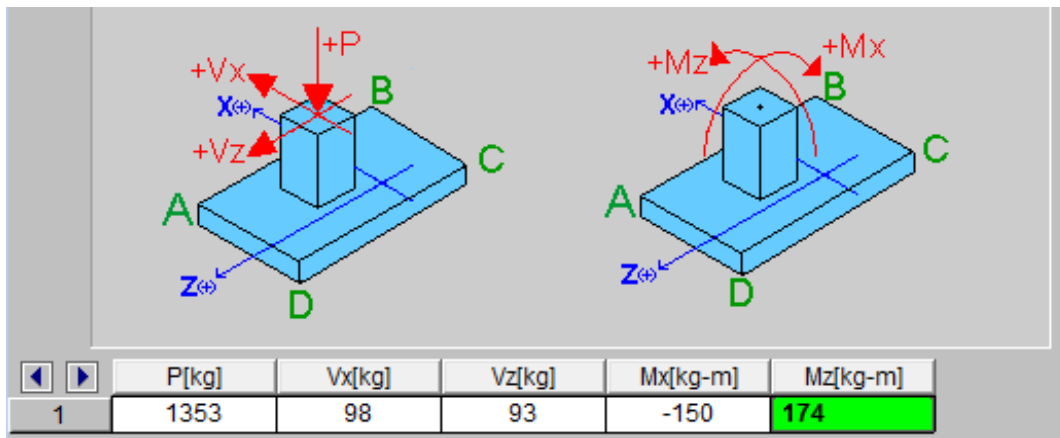 +P
+Vx
B
X(+)
+Vz
C
A
Z(+)
D
+Mz
+Mx
X(+)
B
C
A
Z(+)
D
P[kg] Vx[kg] Vz[kg] Mx[kg-m] Mz[kg-m]
1 1353 98 93 -150 174